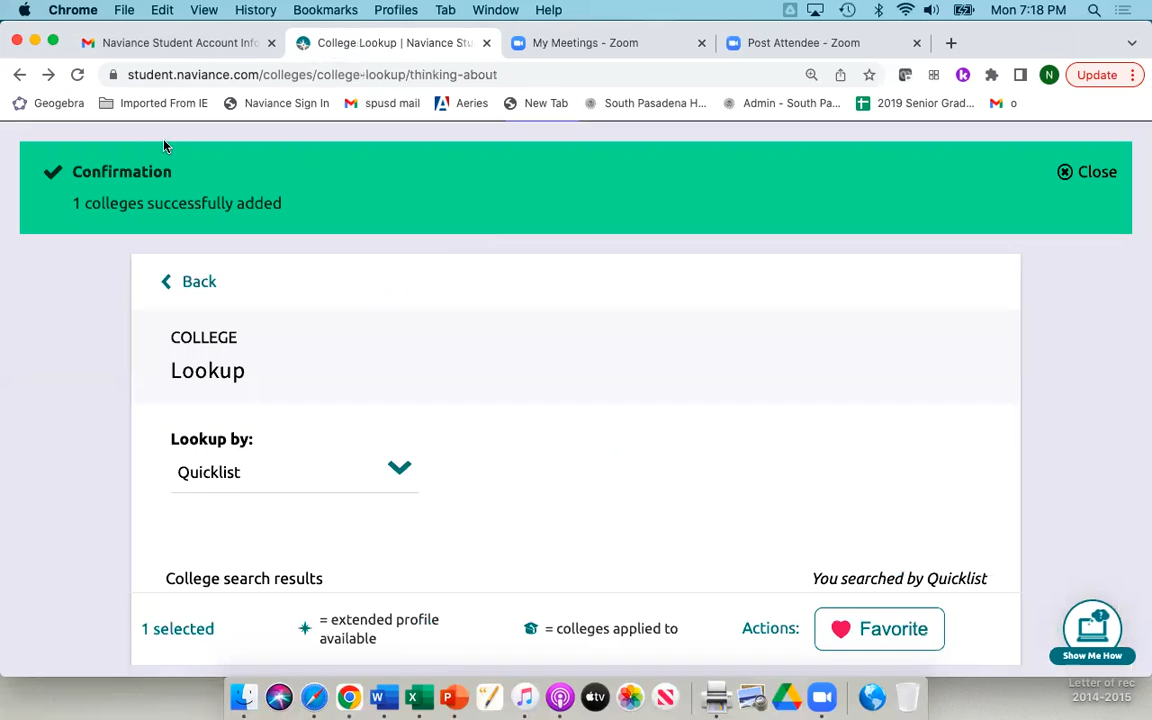 Chrome File Edit View History Bookmarks Profiles Tab Window Help Mon 7:18 PM
Naviance Student Account Info College Lookup | Naviance Stu My Meetings - Zoom Post Attendee - Zoom
student.naviance.com/colleges/college-lookup/thinking-about N Update
Geogebra Imported From IE Naviance Sign In spusd mail Aeries New Tab South Pasadena H... Admin - South Pa... 2019 Senior Grad... o
Confirmation Close
1 colleges successfully added
Back
COLLEGE
Lookup
Lookup by:
Quicklist
College search results You searched by Quicklist
1 selected = extended profile available = colleges applied to Actions: Favorite
Show Me How
Letter of rec
2014-2015